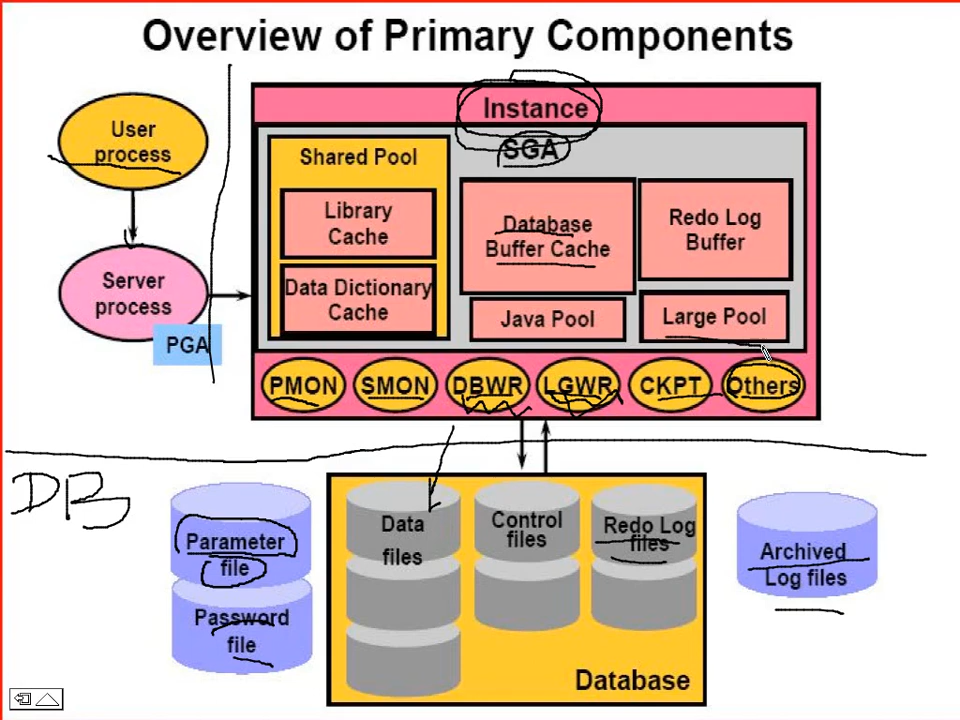 Overview of Primary Components
User
process
Server
process
PGA
Instance
SGA
Shared Pool
Library
Cache
Data Dictionary
Cache
Database
Buffer Cache
Redo Log
Buffer
Java Pool
Large Pool
PMON
SMON
DBWR
LGWR
CKPT
Others
DB
Parameter
file
Password
file
Data
files
Control
files
Redo Log
files
Database
Archived
Log files